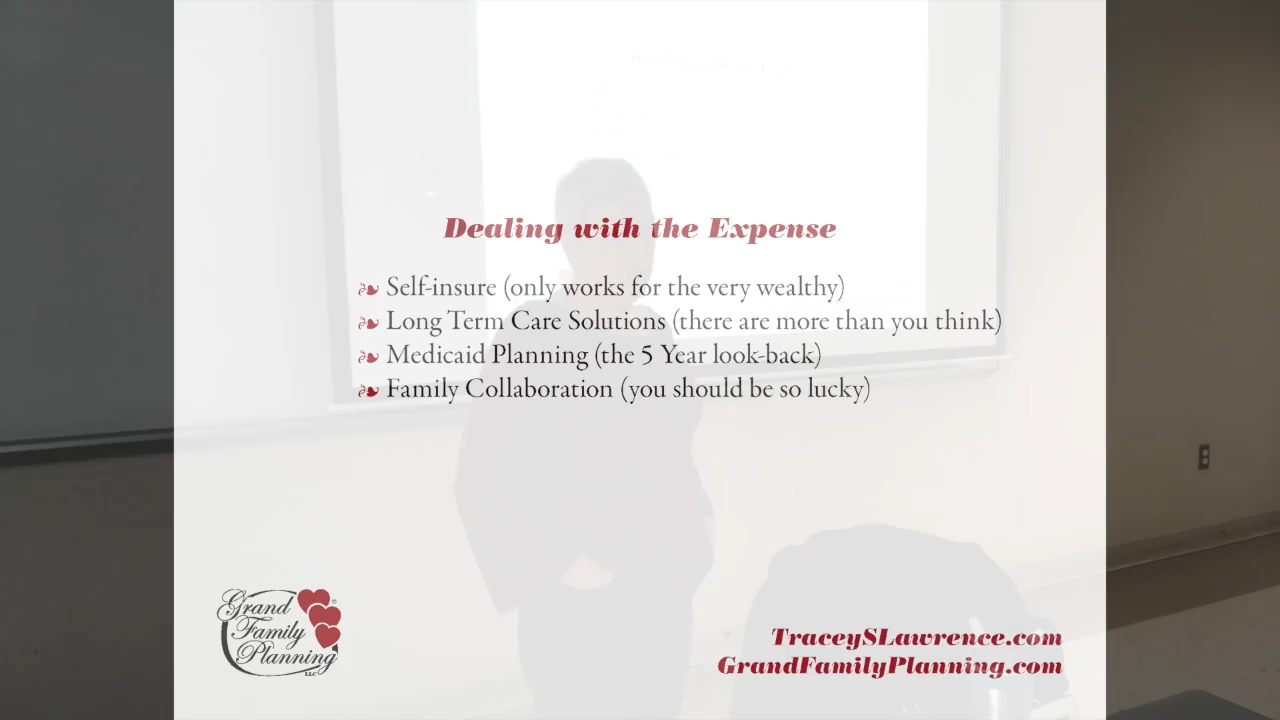 Dealing with the Expense
Self-insure (only works for the very wealthy)
Long Term Care Solutions (there are more than you think)
Medicaid Planning (the 5 Year look-back)
Family Collaboration (you should be so lucky)
Grand
Family
Planning
LLC
TraceySLawrence.com
GrandFamilyPlanning.com